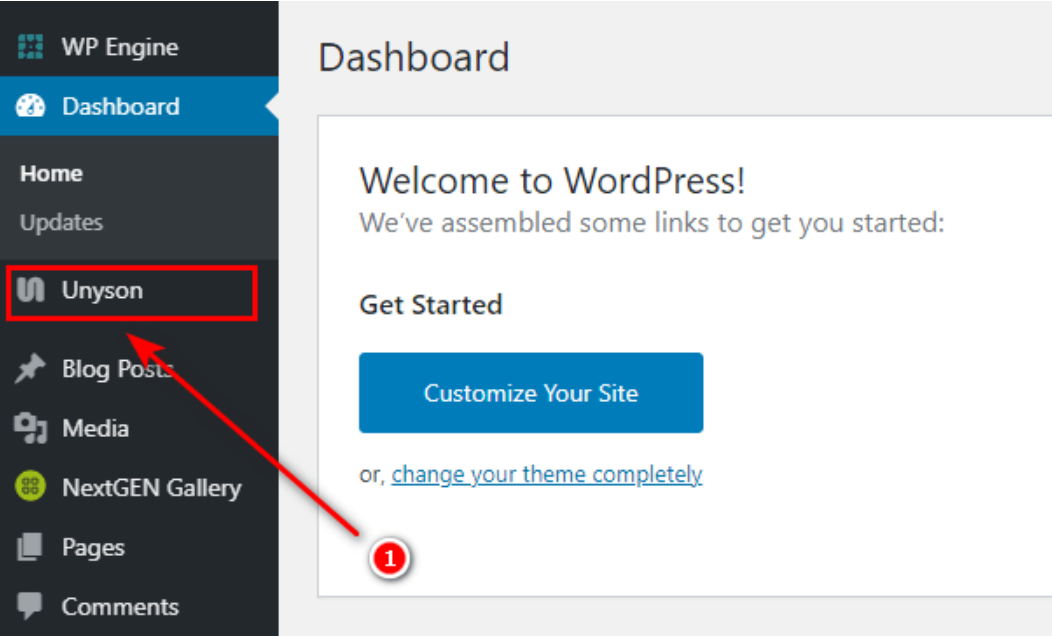 WP Engine
Dashboard
Home
Updates
Unyson
Blog Posts
Media
NextGEN Gallery
Pages
Comments
Dashboard
Welcome to WordPress!
We've assembled some links to get you started:
Get Started
Customize Your Site
or, change your theme completely
1